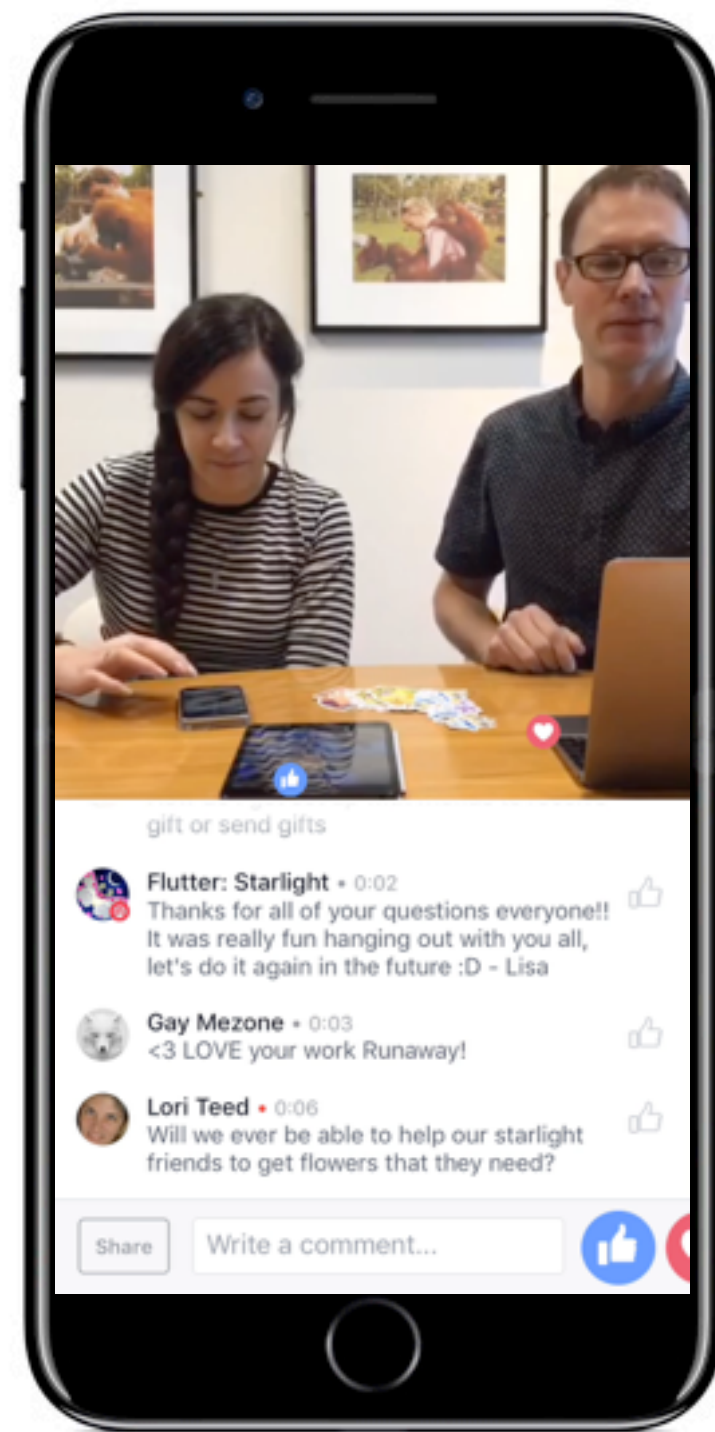 gift or send gifts
Flutter: Starlight • 0:02
Thanks for all of your questions everyone!!
It was really fun hanging out with you all,
let's do it again in the future :D - Lisa
Gay Mezone • 0:03
<3 LOVE your work Runaway!
Lori Teed • 0:06
Will we ever be able to help our starlight
friends to get flowers that they need?
Share
Write a comment...